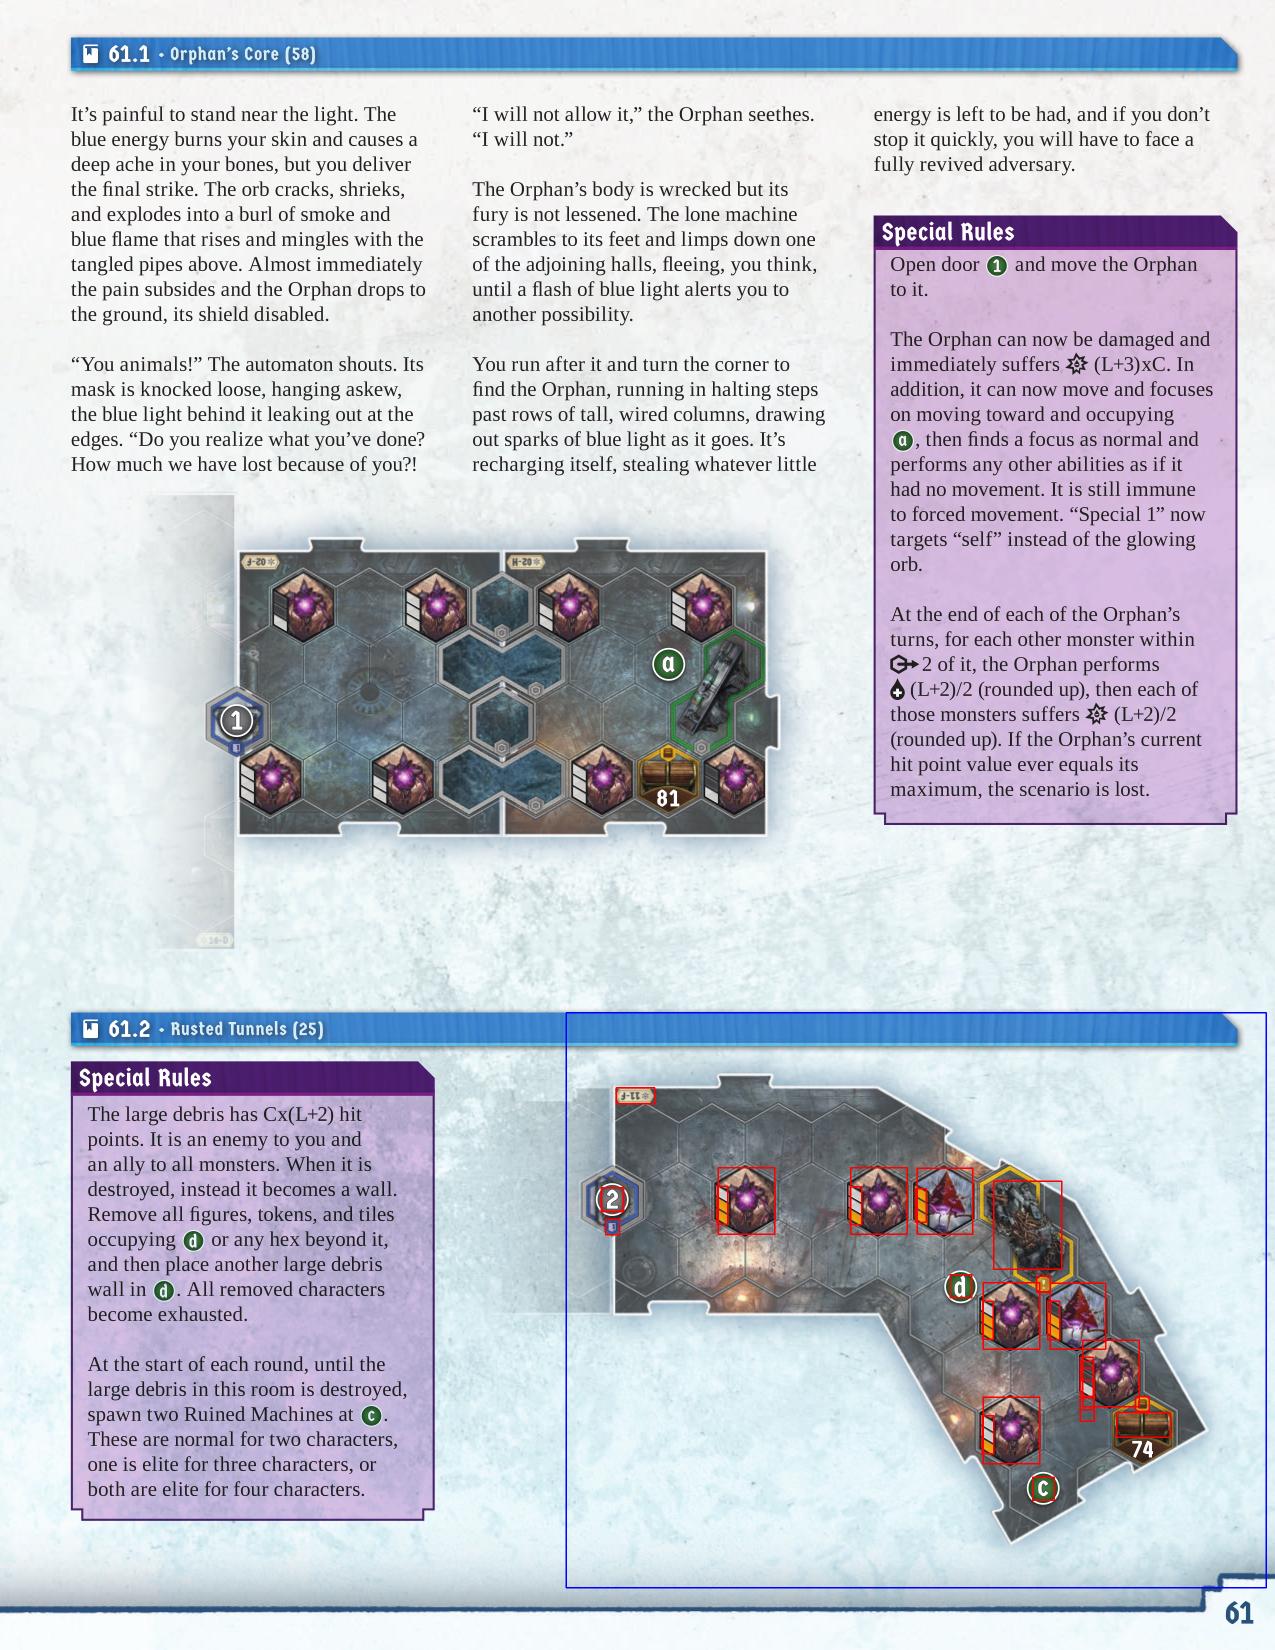 61.1 • Orphan's Core (58)
It's painful to stand near the light. The
blue energy burns your skin and causes a
deep ache in your bones, but you deliver
the final strike. The orb cracks, shrieks,
and explodes into a burl of smoke and
blue flame that rises and mingles with the
tangled pipes above. Almost immediately
the pain subsides and the Orphan drops to
the ground, its shield disabled.
“You animals!” The automaton shouts. Its
mask is knocked loose, hanging askew,
the blue light behind it leaking out at the
edges. “Do you realize what you've done?
How much we have lost because of you?!
“I will not allow it,” the Orphan seethes.
“I will not.”
The Orphan's body is wrecked but its
fury is not lessened. The lone machine
scrambles to its feet and limps down one
of the adjoining halls, fleeing, you think,
until a flash of blue light alerts you to
another possibility.
You run after it and turn the corner to
find the Orphan, running in halting steps
past rows of tall, wired columns, drawing
out sparks of blue light as it goes. It's
recharging itself, stealing whatever little
energy is left to be had, and if you don't
stop it quickly, you will have to face a
fully revived adversary.
Special Rules
Open door 1 and move the Orphan
to it.
The Orphan can now be damaged and
immediately suffers (L+3)xC. In
addition, it can now move and focuses
on moving toward and occupying
a, then finds a focus as normal and
performs any other abilities as if it
had no movement. It is still immune
to forced movement. “Special 1” now
targets “self” instead of the glowing
orb.
At the end of each of the Orphan's
turns, for each other monster within
2 of it, the Orphan performs
(L+2)/2 (rounded up), then each of
those monsters suffers (L+2)/2
(rounded up). If the Orphan's current
hit point value ever equals its
maximum, the scenario is lost.
02-F
02-H
a
1
81
16-D
61.2 • Rusted Tunnels (25)
Special Rules
The large debris has Cx(L+2) hit
points. It is an enemy to you and
an ally to all monsters. When it is
destroyed, instead it becomes a wall.
Remove all figures, tokens, and tiles
occupying d or any hex beyond it,
and then place another large debris
wall in d. All removed characters
become exhausted.
At the start of each round, until the
large debris in this room is destroyed,
spawn two Ruined Machines at c.
These are normal for two characters,
one is elite for three characters, or
both are elite for four characters.
11-F
2
d
74
c
61